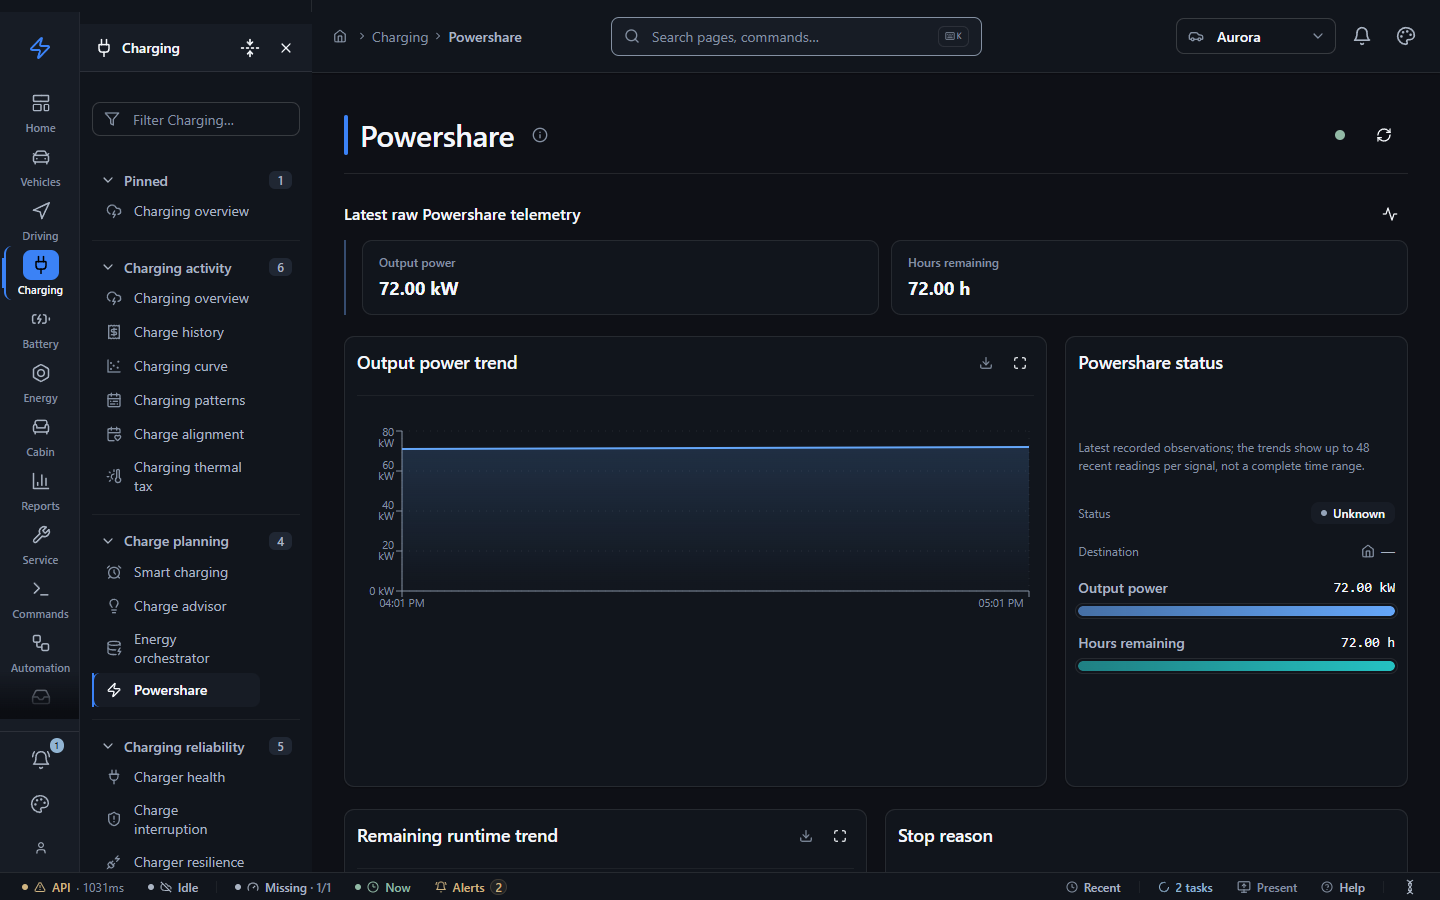 Charging
Charging
Powershare
Search pages, commands...
K
Aurora
Home
Vehicles
Driving
Charging
Battery
Energy
Cabin
Reports
Service
Commands
Automation
1
Filter Charging...
Pinned
1
Charging overview
Charging activity
6
Charging overview
Charge history
Charging curve
Charging patterns
Charge alignment
Charging thermal
tax
Charge planning
4
Smart charging
Charge advisor
Energy
orchestrator
Powershare
Charging reliability
5
Charger health
Charge
interruption
Charger resilience
Powershare
Latest raw Powershare telemetry
Output power
72.00 kW
Hours remaining
72.00 h
Output power trend
80
kW
60
kW
40
kW
20
kW
0 kW
04:01 PM
05:01 PM
Powershare status
Latest recorded observations; the trends show up to 48
recent readings per signal, not a complete time range.
Status
Unknown
Destination
—
Output power
72.00 kW
Hours remaining
72.00 h
Remaining runtime trend
Stop reason
API · 1031ms
Idle
Missing · 1/1
Now
Alerts 2
Recent
2 tasks
Present
Help